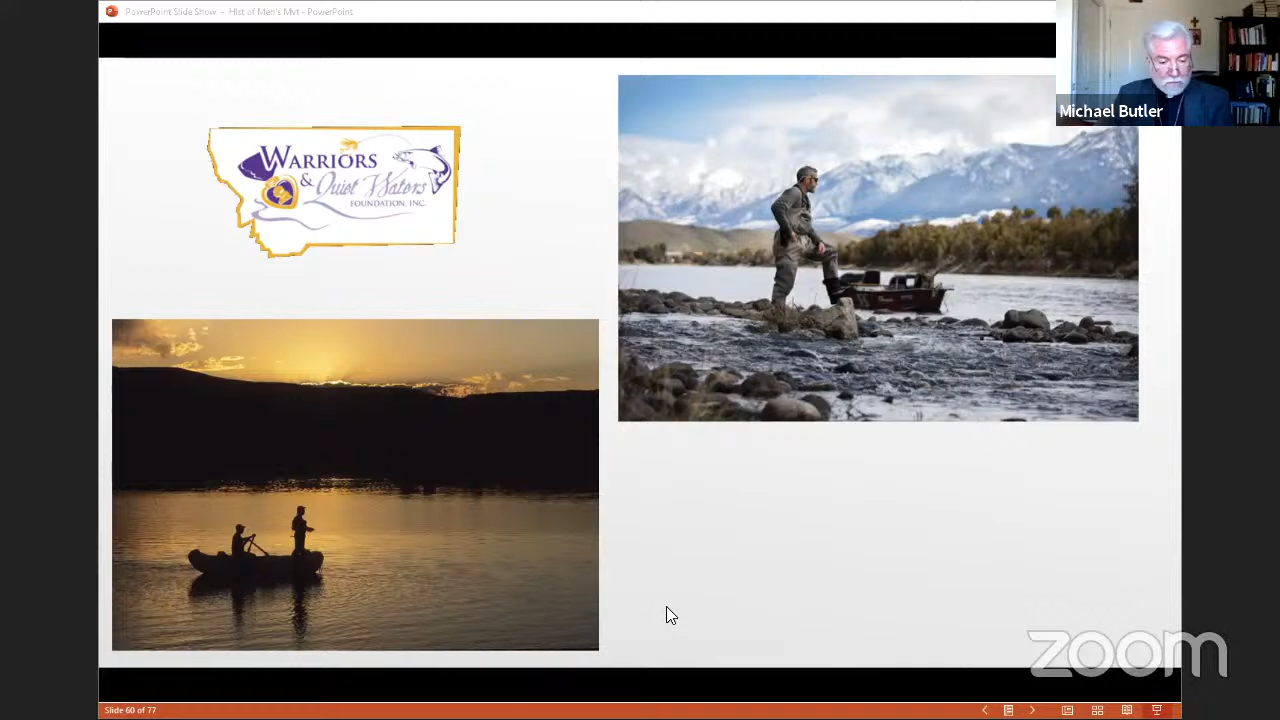 PowerPoint Slide Show - Hist of Men's Mvt - PowerPoint
Michael Butler
WARRIORS
& Quiet Waters
FOUNDATION, INC.
zoom
Slide 60 of 77